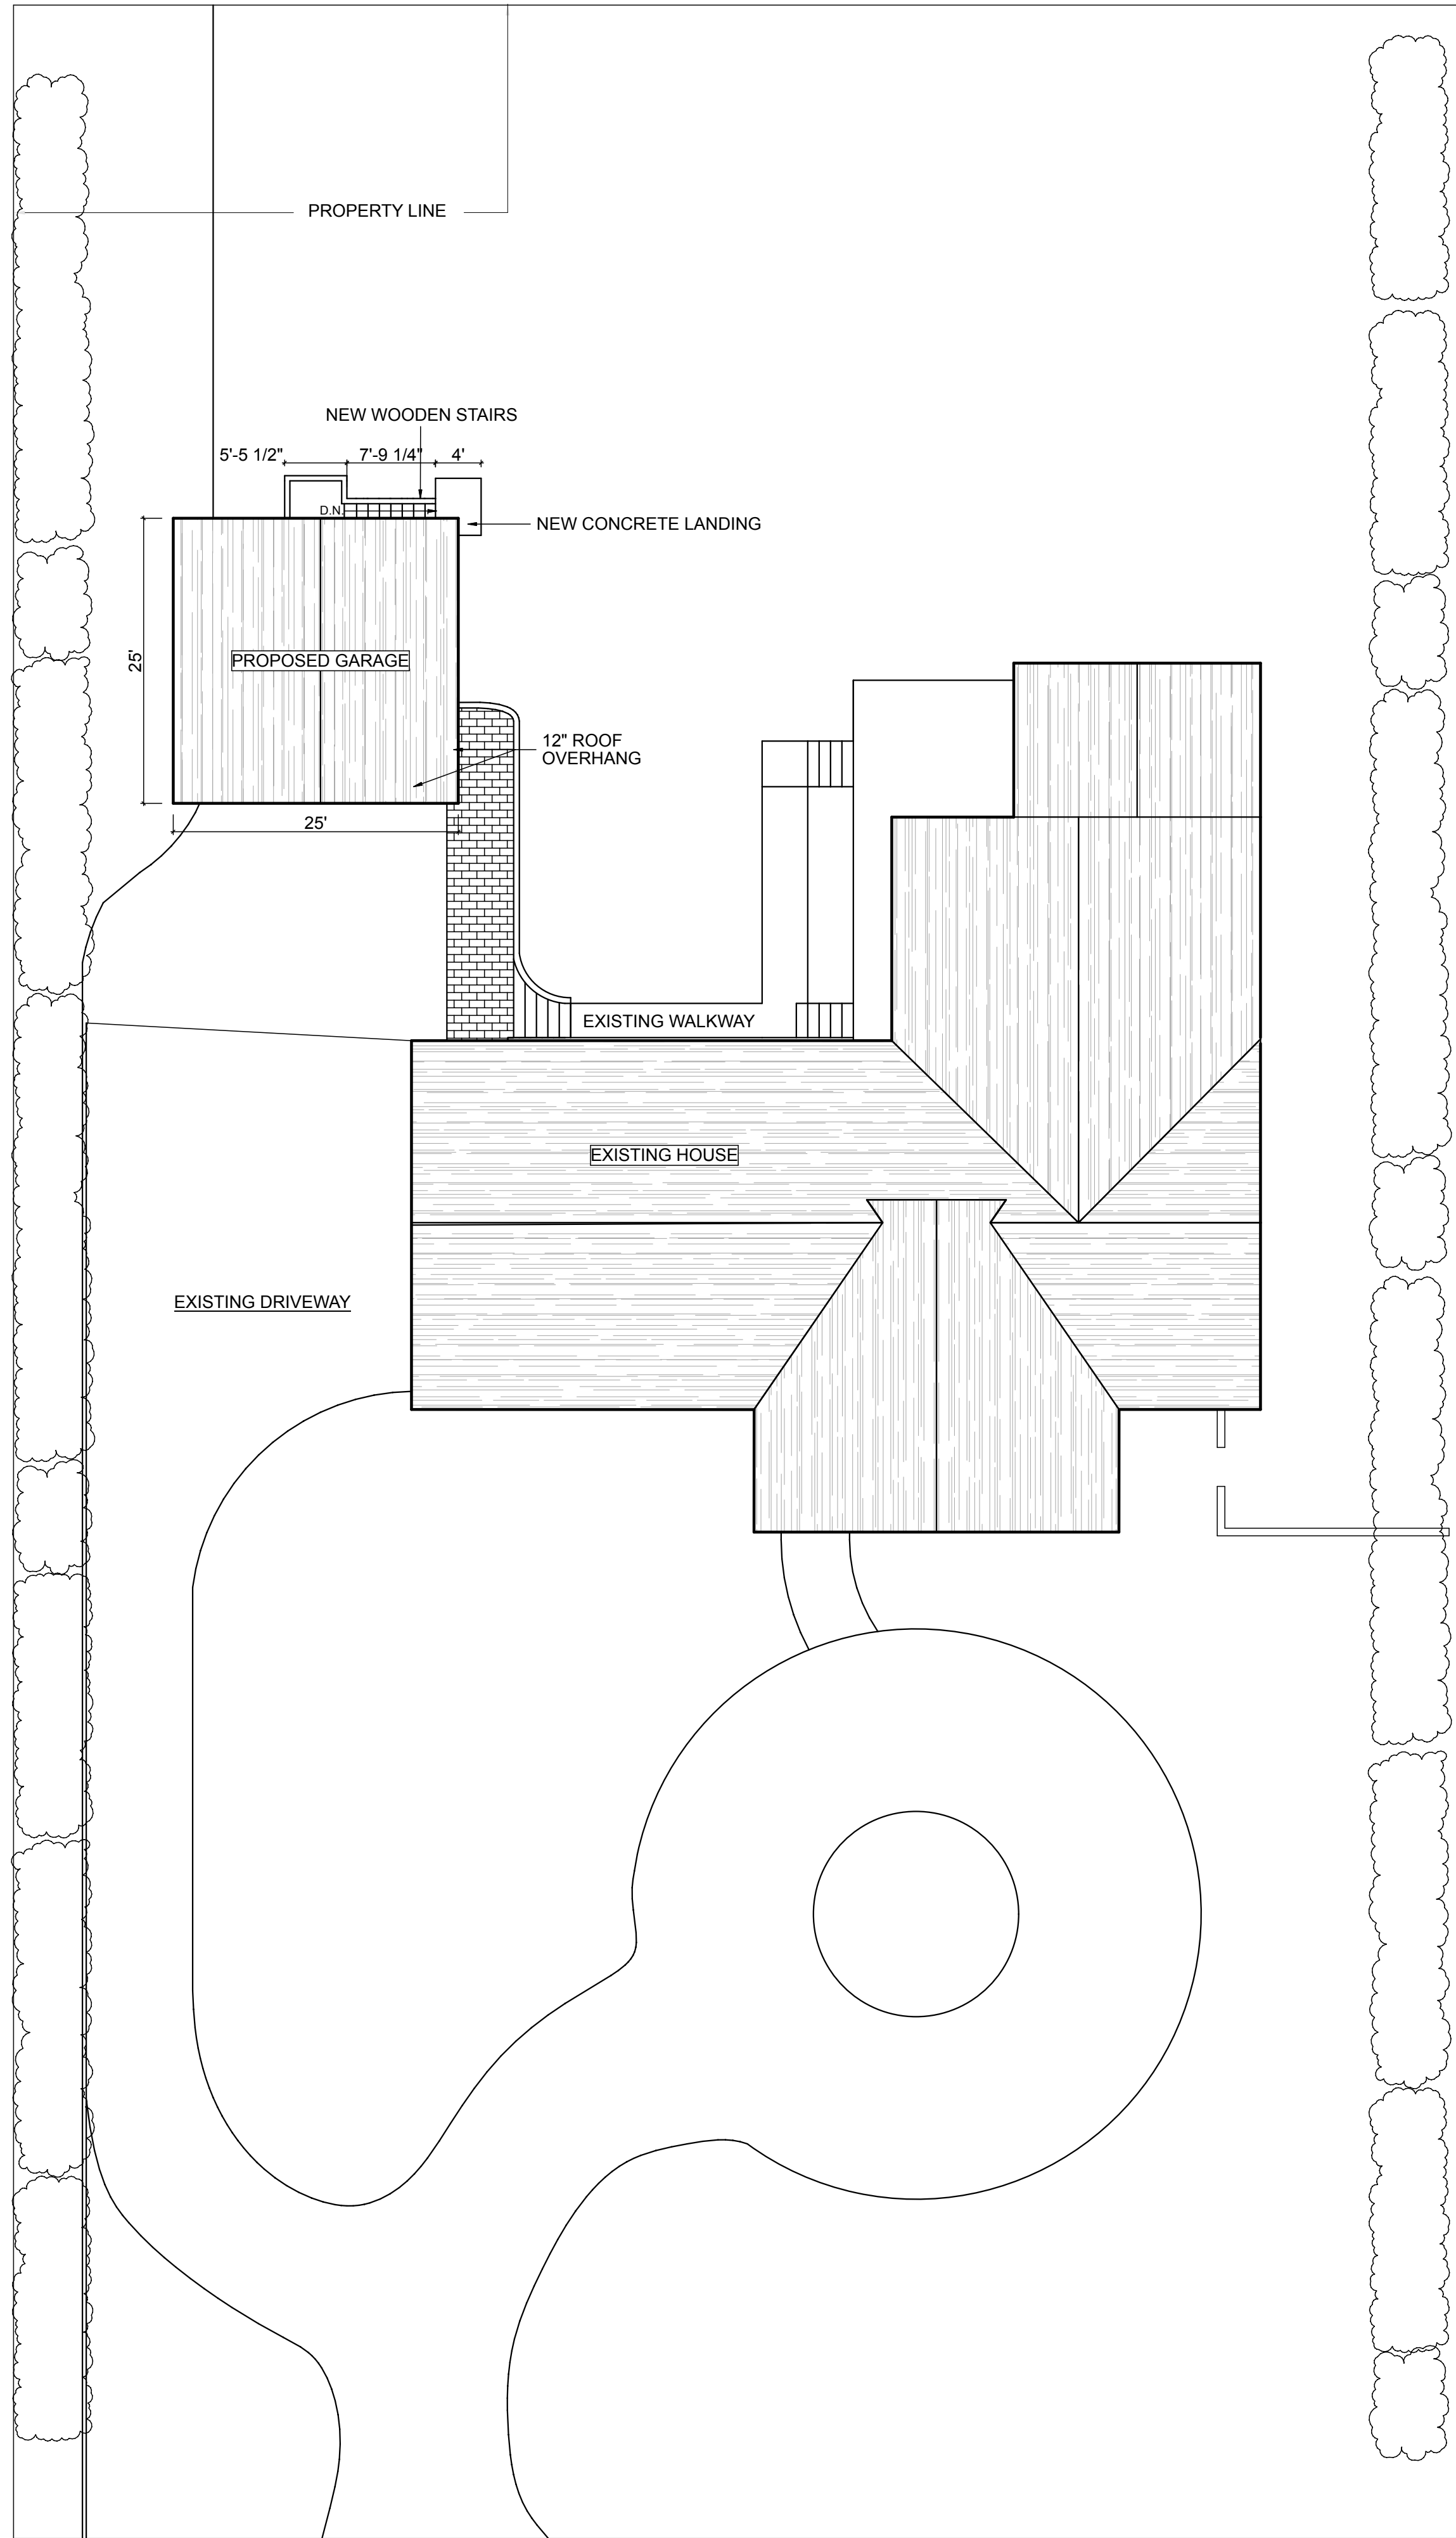 PROPERTY LINE
NEW WOODEN STAIRS
5'-5 1/2"
7'-9 1/4"
4'
D.N.
NEW CONCRETE LANDING
25'
PROPOSED GARAGE
12" ROOF
OVERHANG
25'
EXISTING WALKWAY
EXISTING HOUSE
EXISTING DRIVEWAY